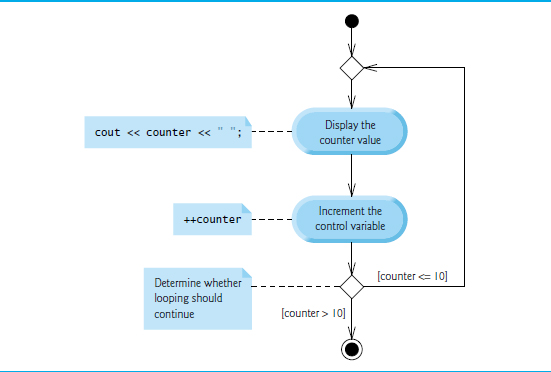 Display the
counter value
cout << counter << " ";
Increment the
control variable
++counter
Determine whether
looping should
continue
[counter <= 10]
[counter > 10]